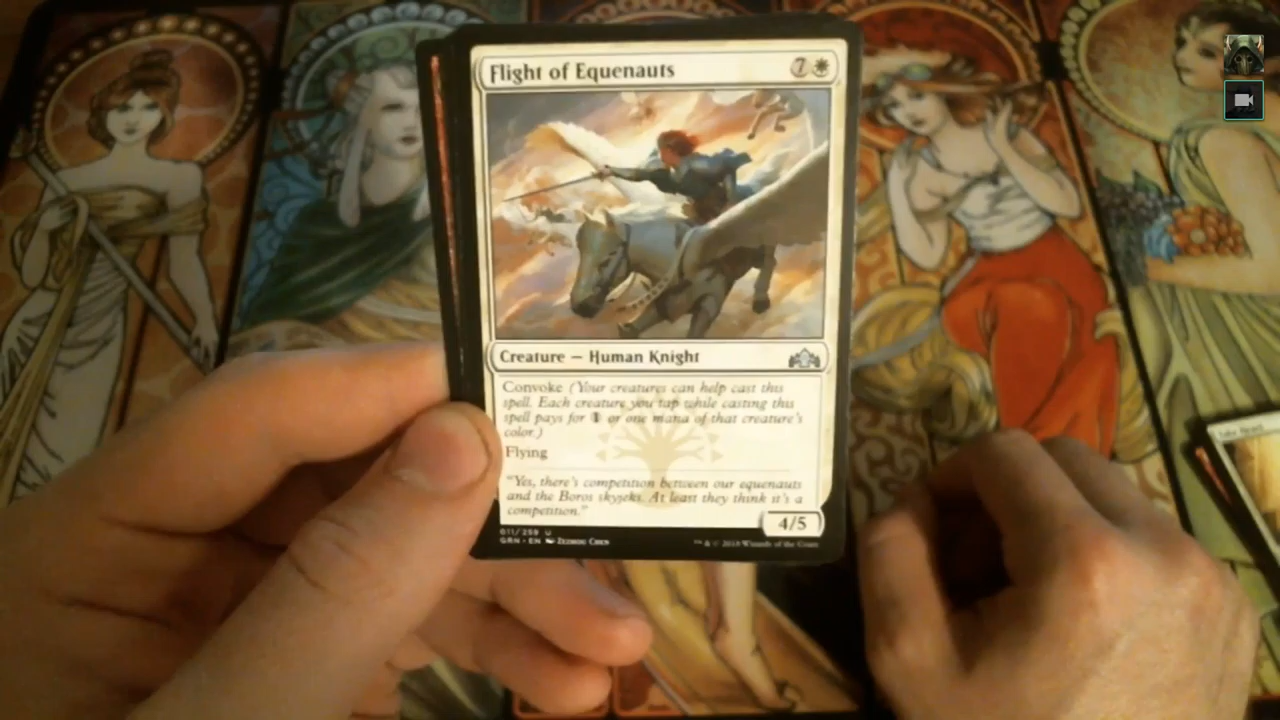 Flight of Equenauts 7
Creature — Human Knight
Convoke (Your creatures can help cast this
spell. Each creature you tap while casting this
spell pays for 1 or one mana of that creature's
color.)
Flying
"Yes, there's competition between our equenauts
and the Boros skyjeks. At least they think it's a
competition."
4/5
011/259 U
GRN • EN Zezhou Chen
™ & © 2018 Wizards of the Coast